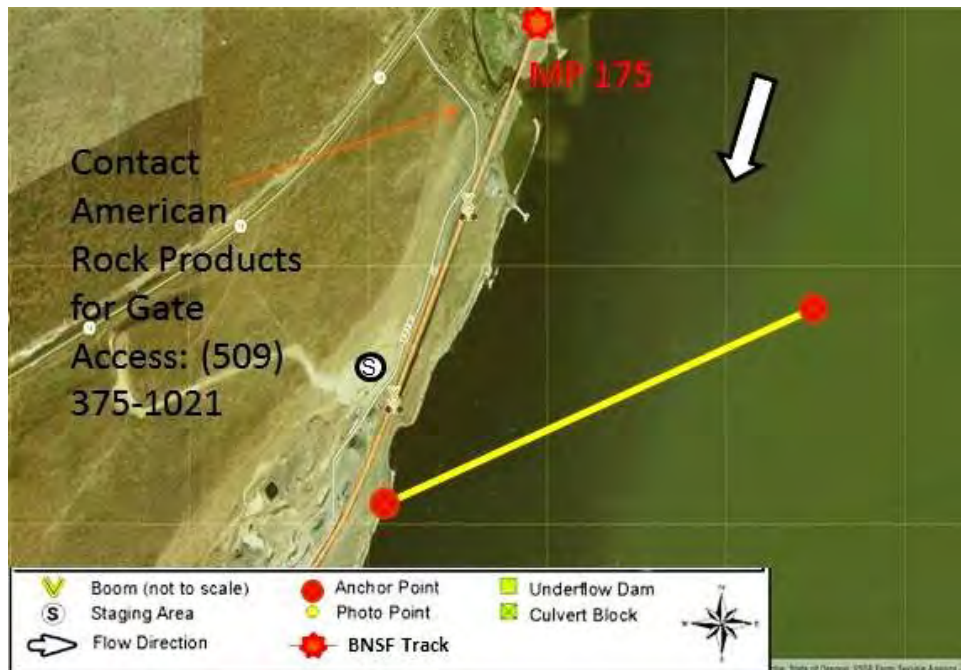 MP 175
Contact
American
Rock Products
for Gate
Access: (509)
375-1021
S
Boom (not to scale)
Anchor Point
Underflow Dam
S Staging Area
Photo Point
Culvert Block
Flow Direction
BNSF Track
N